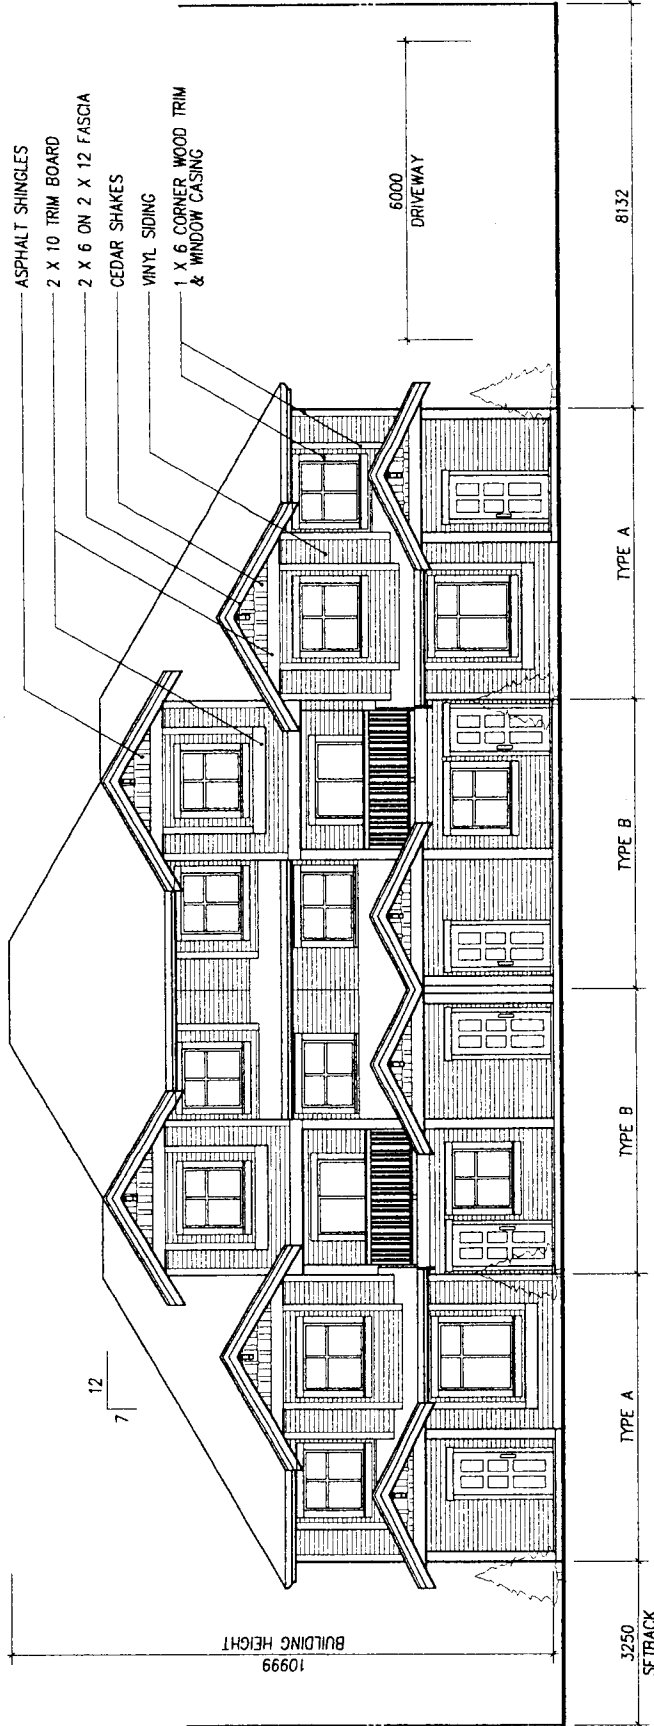 ASPHALT SHINGLES
2 X 10 TRIM BOARD
2 X 6 ON 2 X 12 FASCIA
CEDAR SHAKES
VINYL SIDING
1 X 6 CORNER WOOD TRIM
& WINDOW CASING
12
7
10999
BUILDING HEIGHT
6000
DRIVEWAY
3250
SETBACK
TYPE A
TYPE B
TYPE B
TYPE A
8132